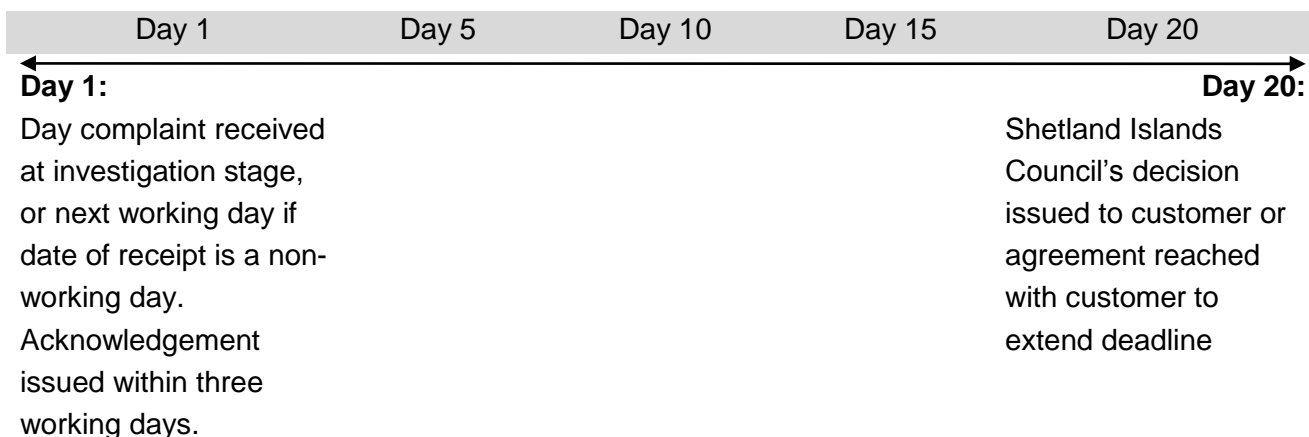 Day 1 Day 5 Day 10 Day 15 Day 20
Day 1:
Day complaint received
at investigation stage,
or next working day if
date of receipt is a non-
working day.
Acknowledgement
issued within three
working days.
Day 20:
Shetland Islands
Council’s decision
issued to customer or
agreement reached
with customer to
extend deadline